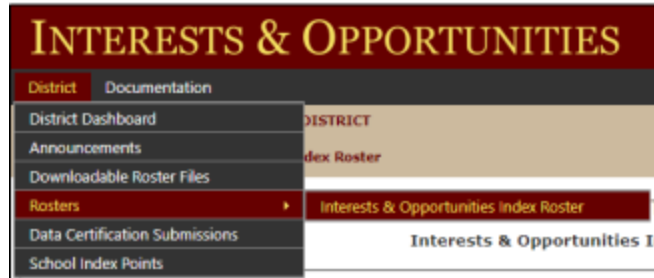 INTERESTS & OPPORTUNITIES
District Documentation
District Dashboard
DISTRICT
Announcements
dex Roster
Downloadable Roster Files
Rosters
Interests & Opportunities Index Roster
Data Certification Submissions
Interests & Opportunities I
School Index Points